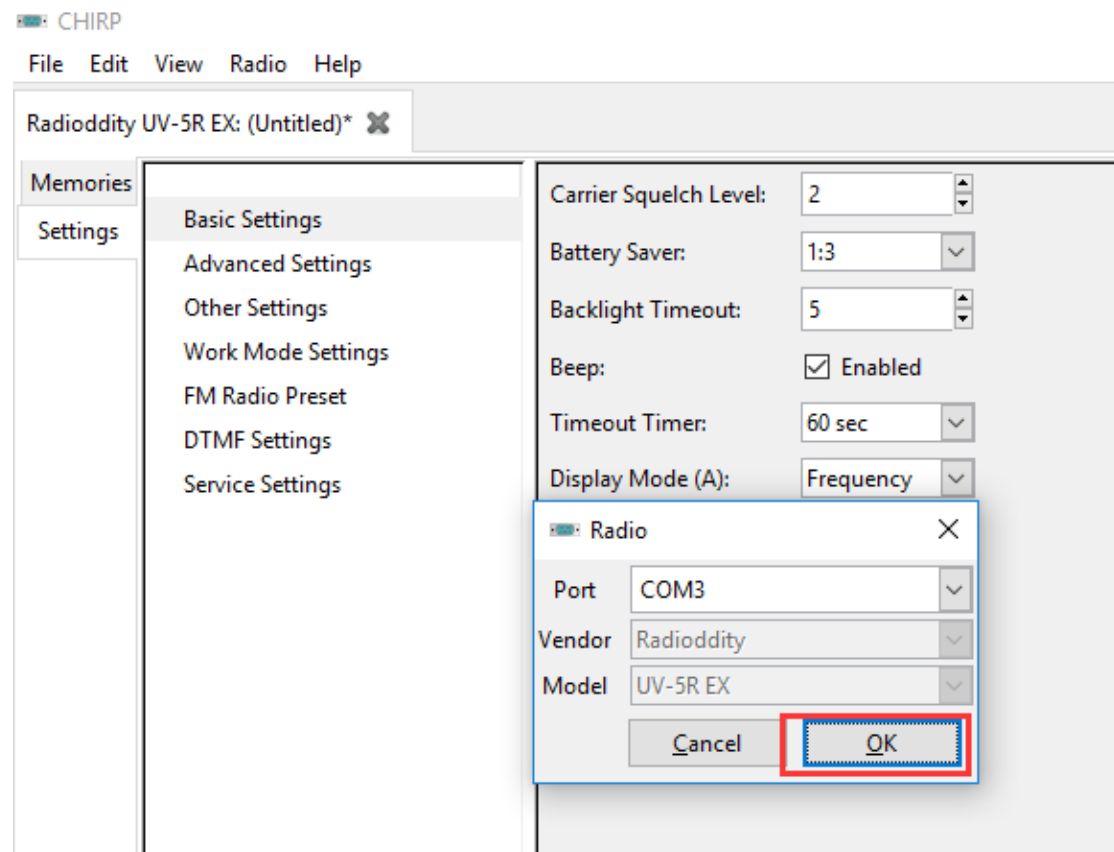 CHIRP
File Edit View Radio Help
Radioddity UV-5R EX: (Untitled)*
Memories
Settings
Basic Settings
Advanced Settings
Other Settings
Work Mode Settings
FM Radio Preset
DTMF Settings
Service Settings
Carrier Squelch Level: 2
Battery Saver: 1:3
Backlight Timeout: 5
Beep: Enabled
Timeout Timer: 60 sec
Display Mode (A): Frequency
Radio
Port COM3
Vendor Radioddity
Model UV-5R EX
Cancel OK